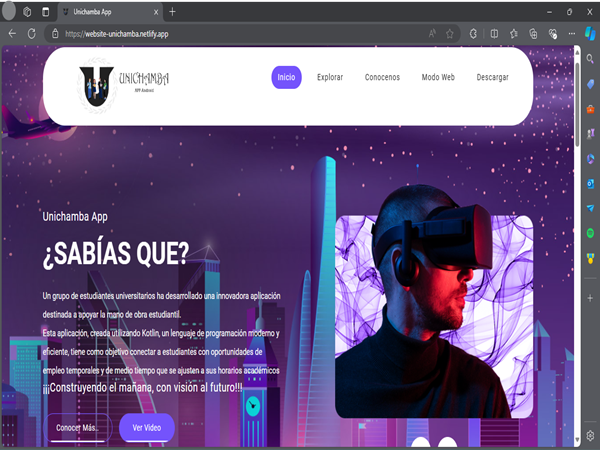 Unichamba App
https://website-unichamba.netlify.app
UNICHAMBA
APP Android
Inicio
Explorar
Conocenos
Modo Web
Descargar
Unichamba App
¿SABÍAS QUE?
Un grupo de estudiantes universitarios ha desarrollado una innovadora aplicación
destinada a apoyar la mano de obra estudiantil.
Esta aplicación, creada utilizando Kotlin, un lenguaje de programación moderno y
eficiente, tiene como objetivo conectar a estudiantes con oportunidades de
empleo temporales y de medio tiempo que se ajusten a sus horarios académicos
¡¡¡Construyendo el mañana, con visión al futuro!!!
Conocer Más..
Ver Video